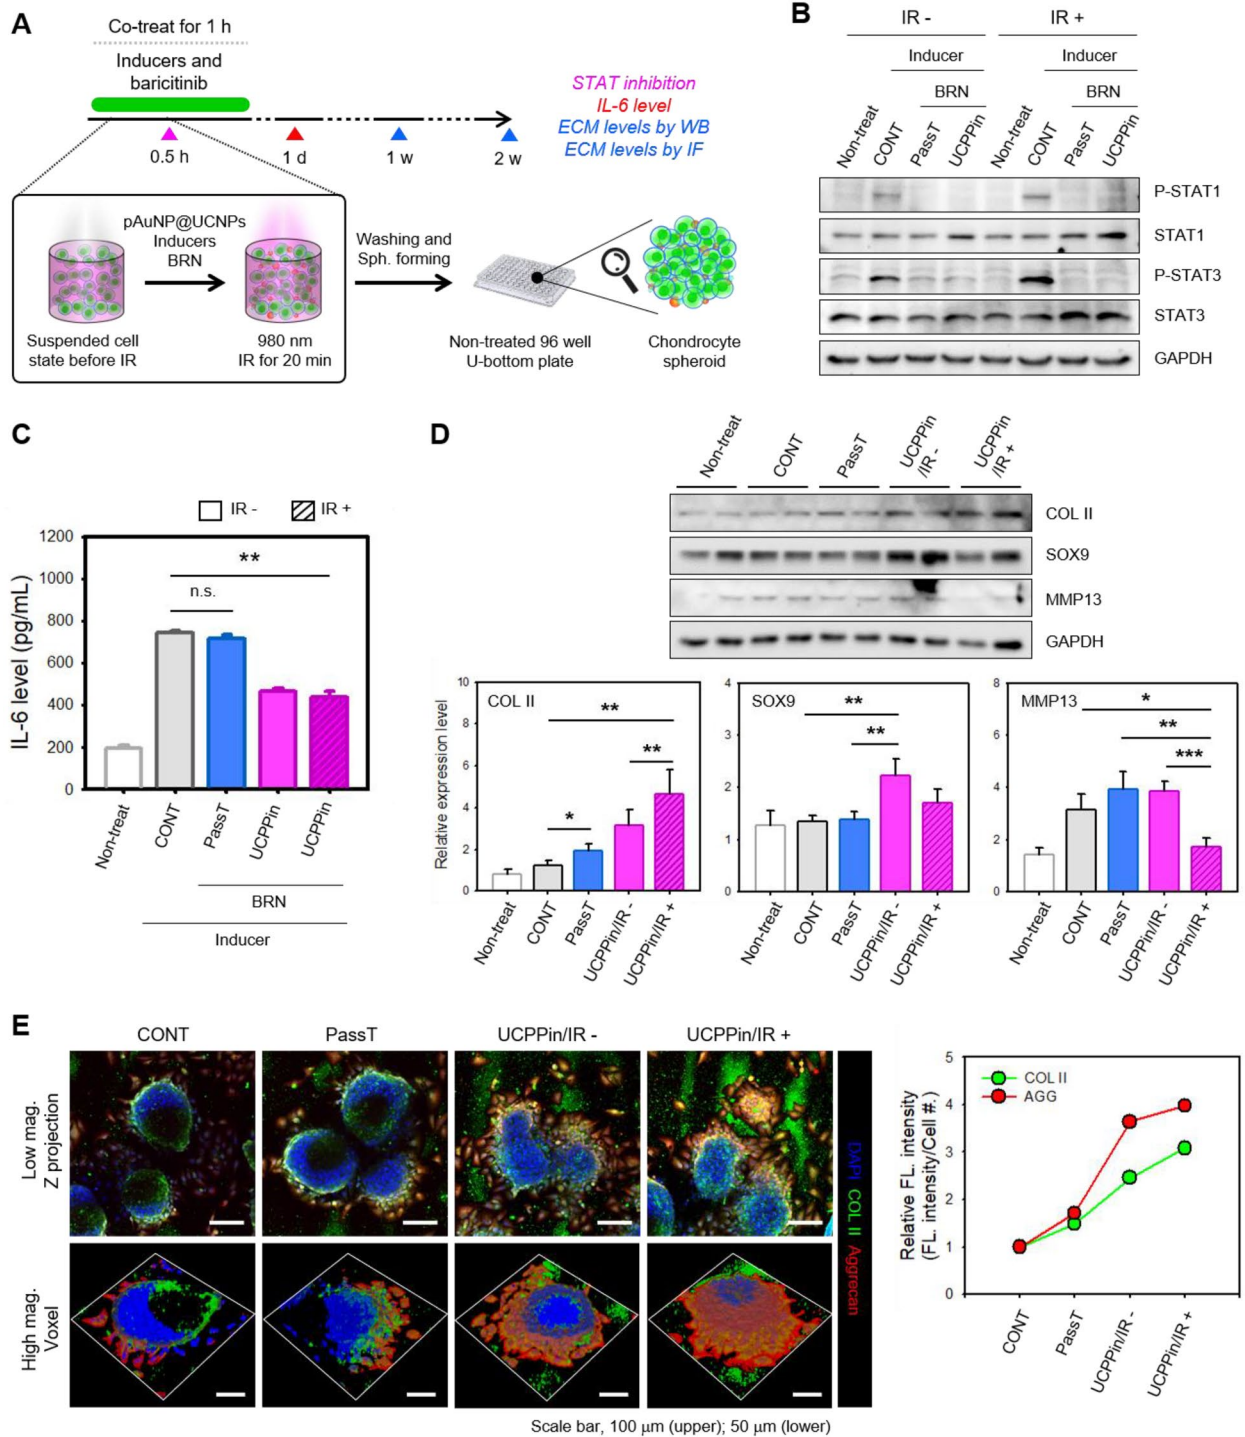 A
Co-treat for 1 h
Inducers and
baricitinib
0.5 h
1 d
1 w
2 w
STAT inhibition
IL-6 level
ECM levels by WB
ECM levels by IF
pAuNP@UCNPs
Inducers
BRN
Suspended cell
state before IR
980 nm
IR for 20 min
Washing and
Sph. forming
Non-treated 96 well
U-bottom plate
Chondrocyte
spheroid
B
IR -
IR +
Inducer
Inducer
BRN
BRN
Non-treat
CONT
PassT
UCPPin
Non-treat
CONT
PassT
UCPPin
P-STAT1
STAT1
P-STAT3
STAT3
GAPDH
C
IR -
IR +
IL-6 level (pg/mL)
1200
1000
800
600
400
200
0
**
n.s.
Non-treat
CONT
PassT
UCPPin
UCPPin
BRN
Inducer
D
Non-treat
CONT
PassT
UCPPin
/IR -
UCPPin
/IR +
COL II
SOX9
MMP13
GAPDH
Relative expression level
COL II
10
8
6
4
2
0
**
**
*
Non-treat
CONT
PassT
UCPPin/IR -
UCPPin/IR +
SOX9
4
3
2
1
0
**
**
Non-treat
CONT
PassT
UCPPin/IR -
UCPPin/IR +
MMP13
8
6
4
2
0
*
**
***
Non-treat
CONT
PassT
UCPPin/IR -
UCPPin/IR +
E
CONT
PassT
UCPPin/IR -
UCPPin/IR +
Low mag.
Z projection
High mag.
Voxel
DAPI COL II Aggrecan
Scale bar, 100 μm (upper); 50 μm (lower)
Relative FL. intensity
(FL. intensity/Cell #.)
5
4
3
2
1
0
COL II
AGG
CONT
PassT
UCPPin/IR -
UCPPin/IR +